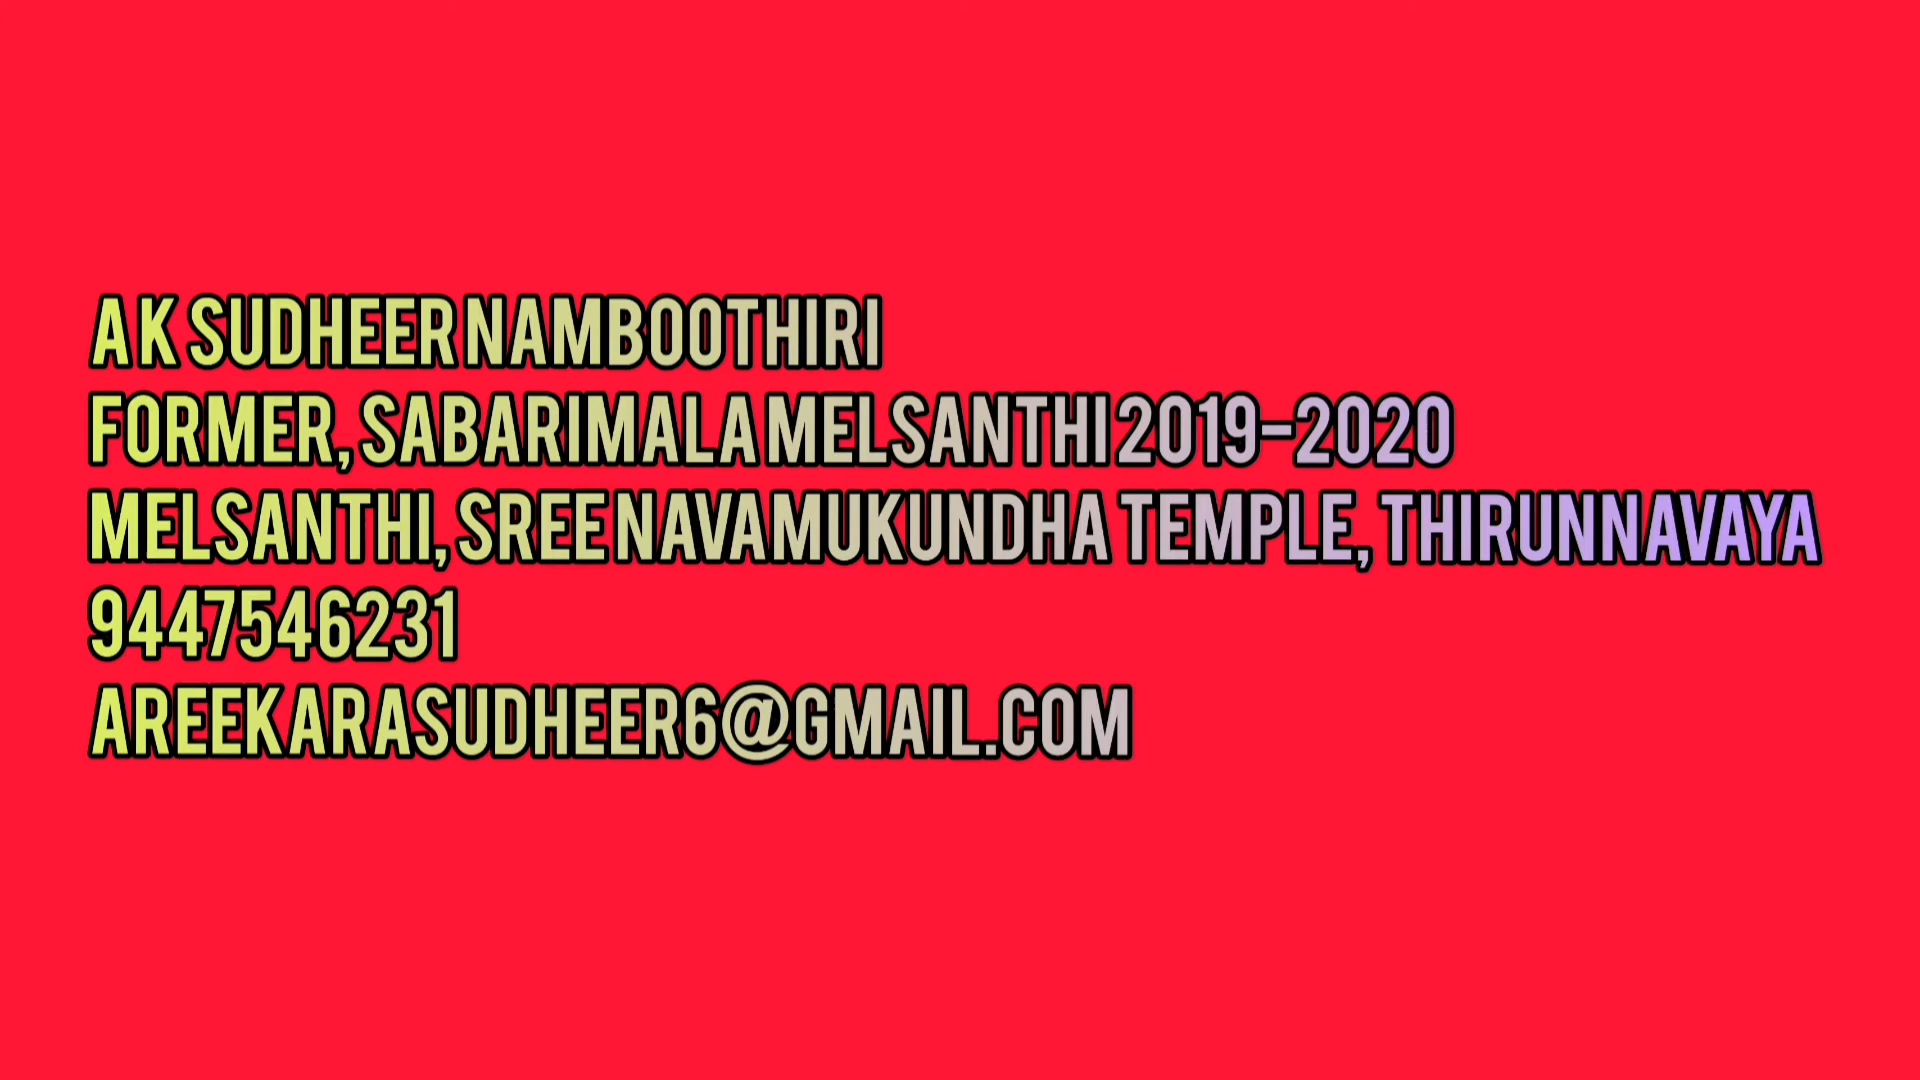 A K SUDHEER NAMBOOTHIRI
FORMER, SABARIMALA MELSANTHI 2019-2020
MELSANTHI, SREE NAVAMUKUNDHA TEMPLE, THIRUNNAVAYA
9447546231
AREEKARASUDHEER6@GMAIL.COM